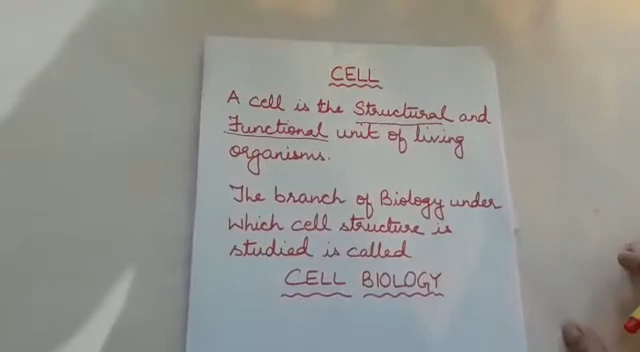 CELL
A cell is the Structural and
Functional unit of living
organisms.
The branch of Biology under
which cell structure is
studied is called
CELL BIOLOGY